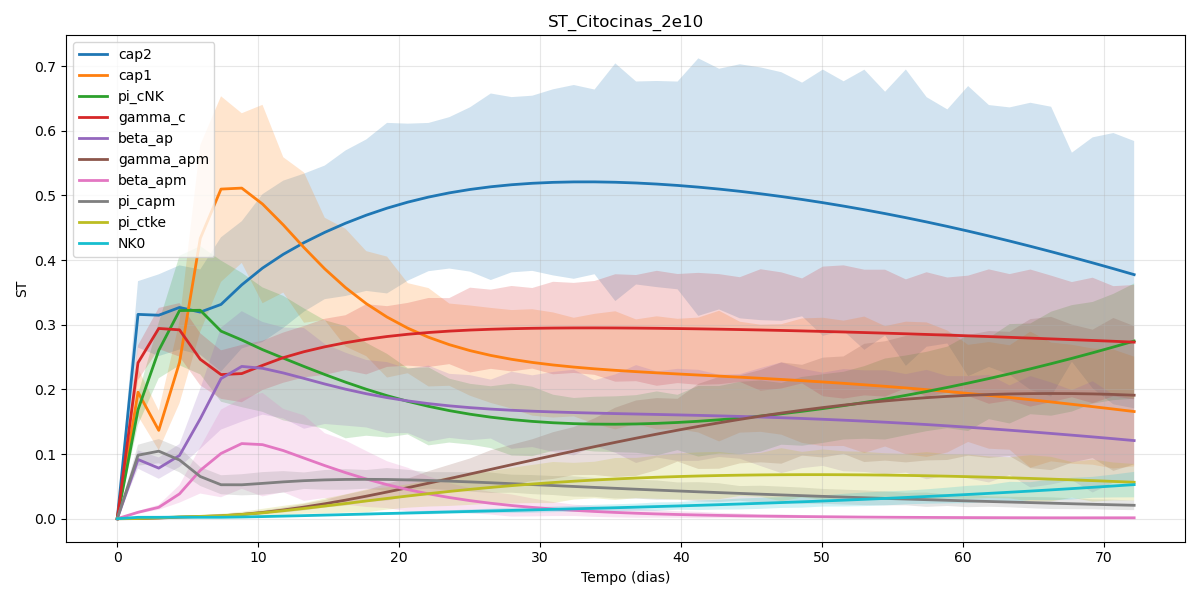 ST_Citocinas_2e10
cap2
cap1
pi_cNK
gamma_c
beta_ap
gamma_apm
beta_apm
pi_capm
pi_ctke
NK0
ST
0.7
0.6
0.5
0.4
0.3
0.2
0.1
0.0
0 10 20 30 40 50 60 70
Tempo (dias)